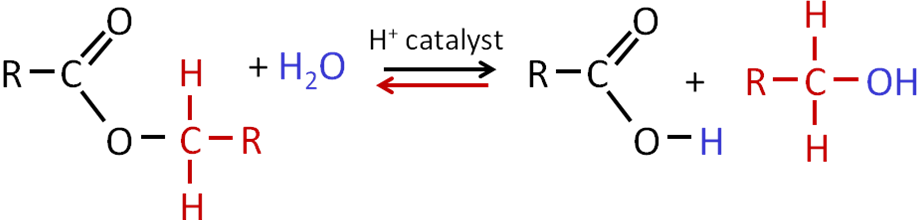 O O H
H + H₂O H⁺ catalyst
R C R C + R C OH
O C R O H H
H